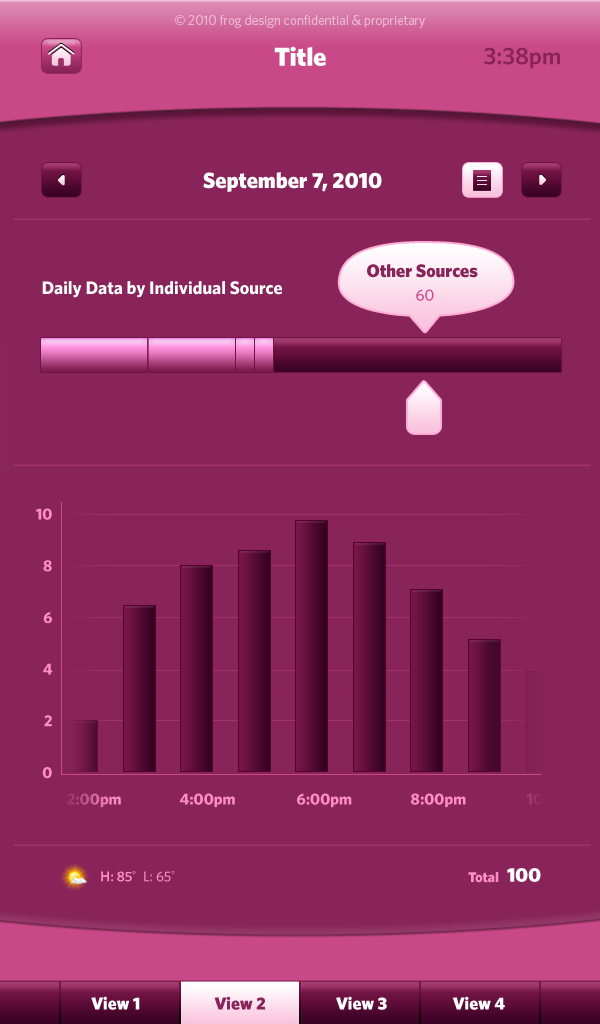 © 2010 frog design confidential & proprietary
Title
3:38pm
September 7, 2010
Other Sources
60
Daily Data by Individual Source
10
8
6
4
2
0
2:00pm 4:00pm 6:00pm 8:00pm 10
H: 85° L: 65°
Total 100
View 1 View 2 View 3 View 4